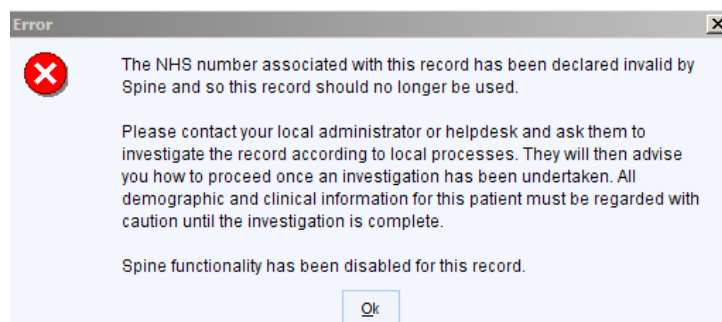 Error
The NHS number associated with this record has been declared invalid by
Spine and so this record should no longer be used.
Please contact your local administrator or helpdesk and ask them to
investigate the record according to local processes. They will then advise
you how to proceed once an investigation has been undertaken. All
demographic and clinical information for this patient must be regarded with
caution until the investigation is complete.
Spine functionality has been disabled for this record.
Ok